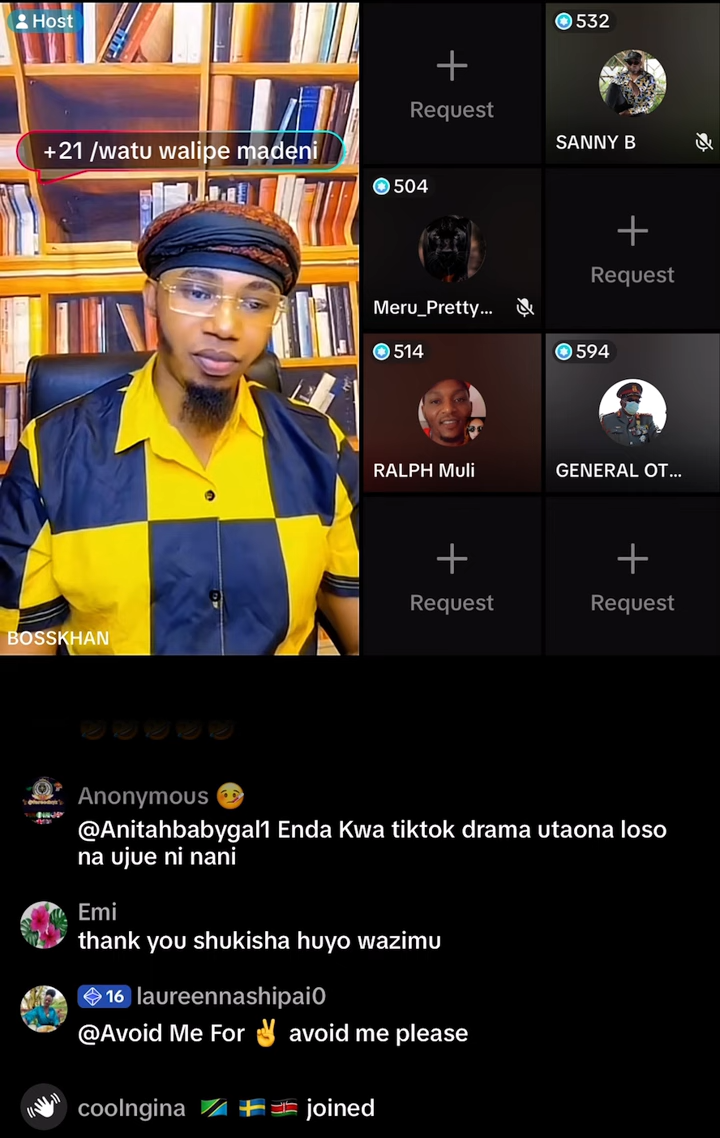 Host
+21 /watu walipe madeni
BOSSKHAN
Request
532
SANNY B
504
Meru_Pretty...
Request
514
RALPH Muli
594
GENERAL OT...
Request
Request
Anonymous 🤒
@Anitahbabygal1 Enda Kwa tiktok drama utaona loso
na ujue ni nani
Emi
thank you shukisha huyo wazimu
16 laureennashipai0
@Avoid Me For ✌️ avoid me please
coolngina 🇹🇿 🇸🇪 🇰🇪 joined